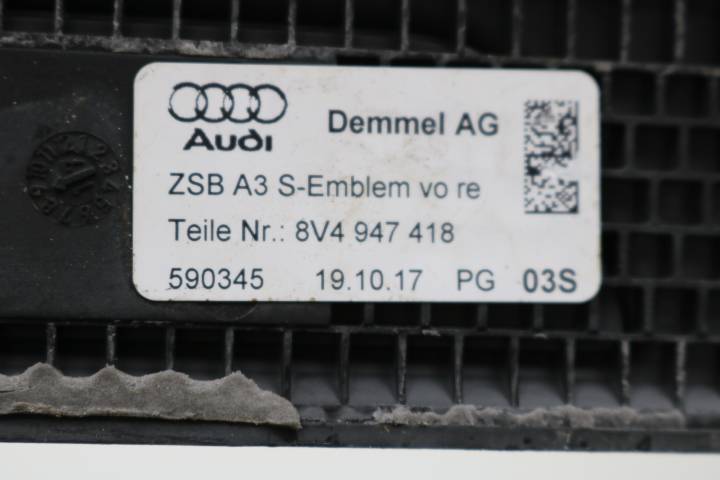 Audi
Demmel AG
ZSB A3 S-Emblem vo re
Teile Nr.: 8V4 947 418
590345 19.10.17 PG 03S